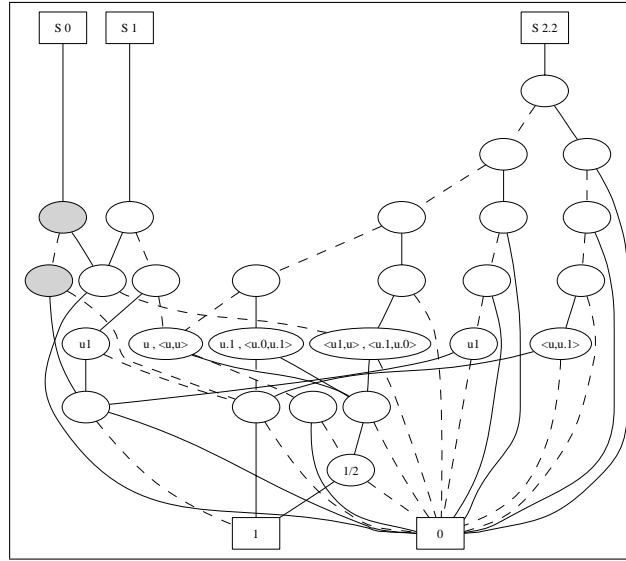 S 0 S 1 S 2.2
u1 u , <u,u> u.1 , <u.0,u.1> <u1,u> , <u.1,u.0> u1 <u,u.1>
1/2
1 0